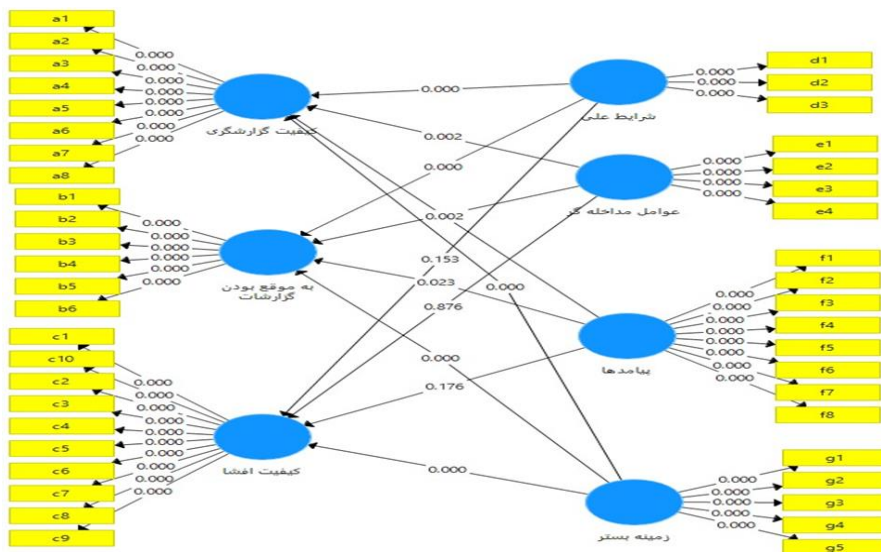 a1
a2
a3
a4
a5
a6
a7
a8
0.000
0.000
0.000
0.000
0.000
0.000
0.000
0.000
کیفیت گزارشگری
b1
b2
b3
b4
b5
b6
0.000
0.000
0.000
0.000
0.000
0.000
به موقع بودن
گزارشات
c1
c10
c2
c3
c4
c5
c6
c7
c8
c9
0.000
0.000
0.000
0.000
0.000
0.000
0.000
0.000
0.000
0.000
کیفیت افشا
0.000
0.002
0.000
0.002
0.002
0.153
0.023
0.000
0.876
0.000
0.176
0.000
شرایط علی
0.000
0.000
0.000
d1
d2
d3
عوامل مداخله گر
0.000
0.000
0.000
0.000
e1
e2
e3
e4
پیامدها
0.000
0.000
0.000
0.000
0.000
0.000
0.000
0.000
f1
f2
f3
f4
f5
f6
f7
f8
زمینه بستر
0.000
0.000
0.000
0.000
0.000
g1
g2
g3
g4
g5